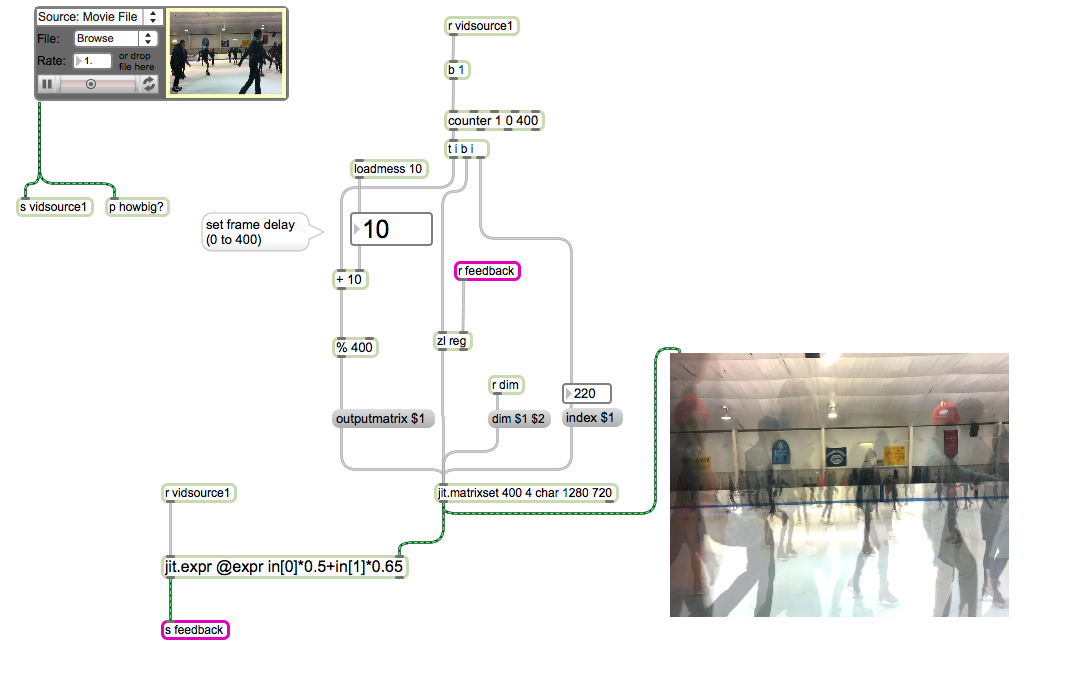 Source: Movie File
File: Browse
Rate: 1. or drop
file here
s vidsource1
p howbig?
r vidsource1
b 1
counter 1 0 400
t i b i
loadmess 10
set frame delay
(0 to 400)
10
+ 10
r feedback
% 400
zl reg
r dim
220
outputmatrix $1
dim $1 $2
index $1
r vidsource1
jit.matrixset 400 4 char 1280 720
jit.expr @expr in[0]*0.5+in[1]*0.65
s feedback